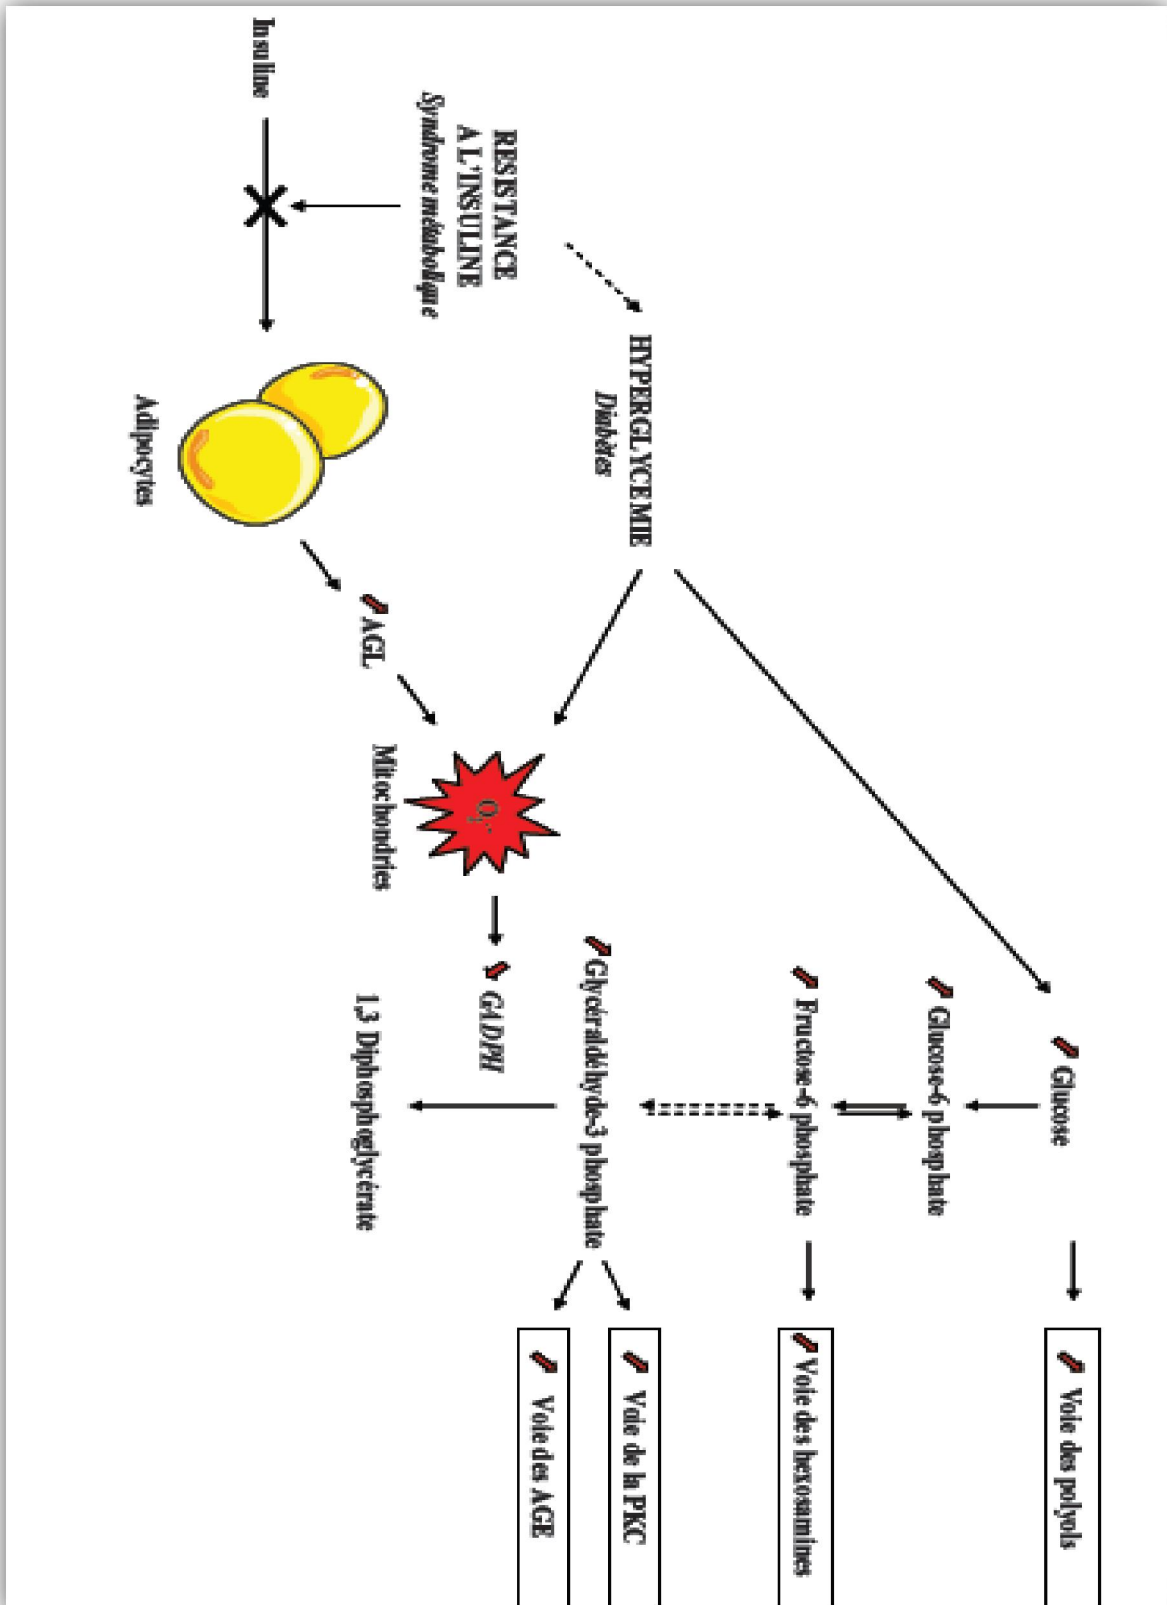 Glucose
Voie des polyols
Glucose-6 phosphate
Fructose-6 phosphate
Voie des hexosamines
HYPERGLYCEMIE
Diabètes
Glycéraldéhyde-3 phosphate
Voie de la PKC
Voie des AGE
RESISTANCE
A L'INSULINE
Syndrome métabolique
O₂·-
GADPH
Mitochondries
AGL
1,3 Diphosphoglycérate
Insuline
Adipocytes